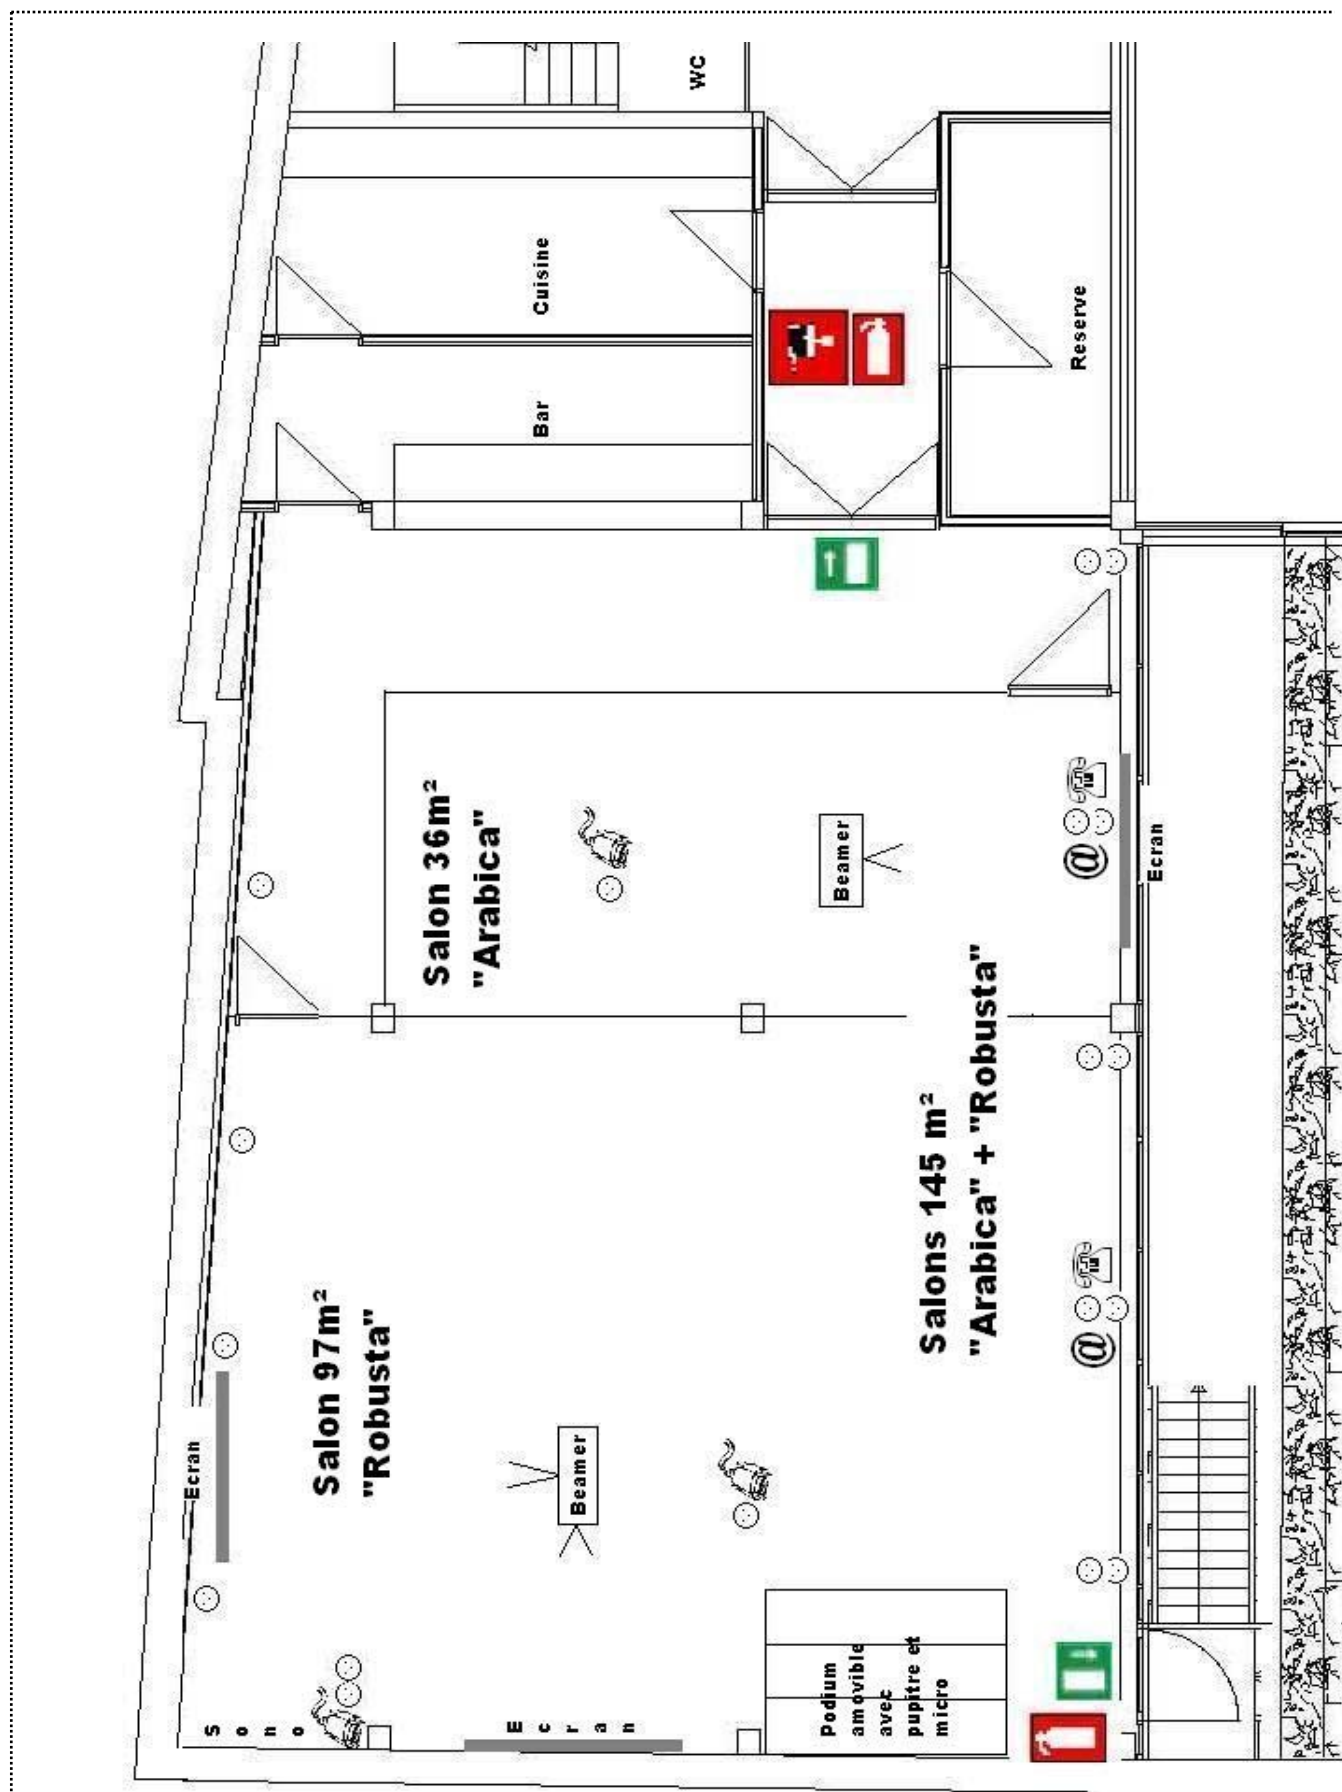 WC
Cuisine
Bar
Reserve
Salon 36m²
"Arabica"
Beamer
@
Ecran
Salons 145 m²
"Arabica" + "Robusta"
@
Salon 97m²
"Robusta"
Ecran
Beamer
Sono
Ecran
Podium
amovible
avec
pupitre et
micro